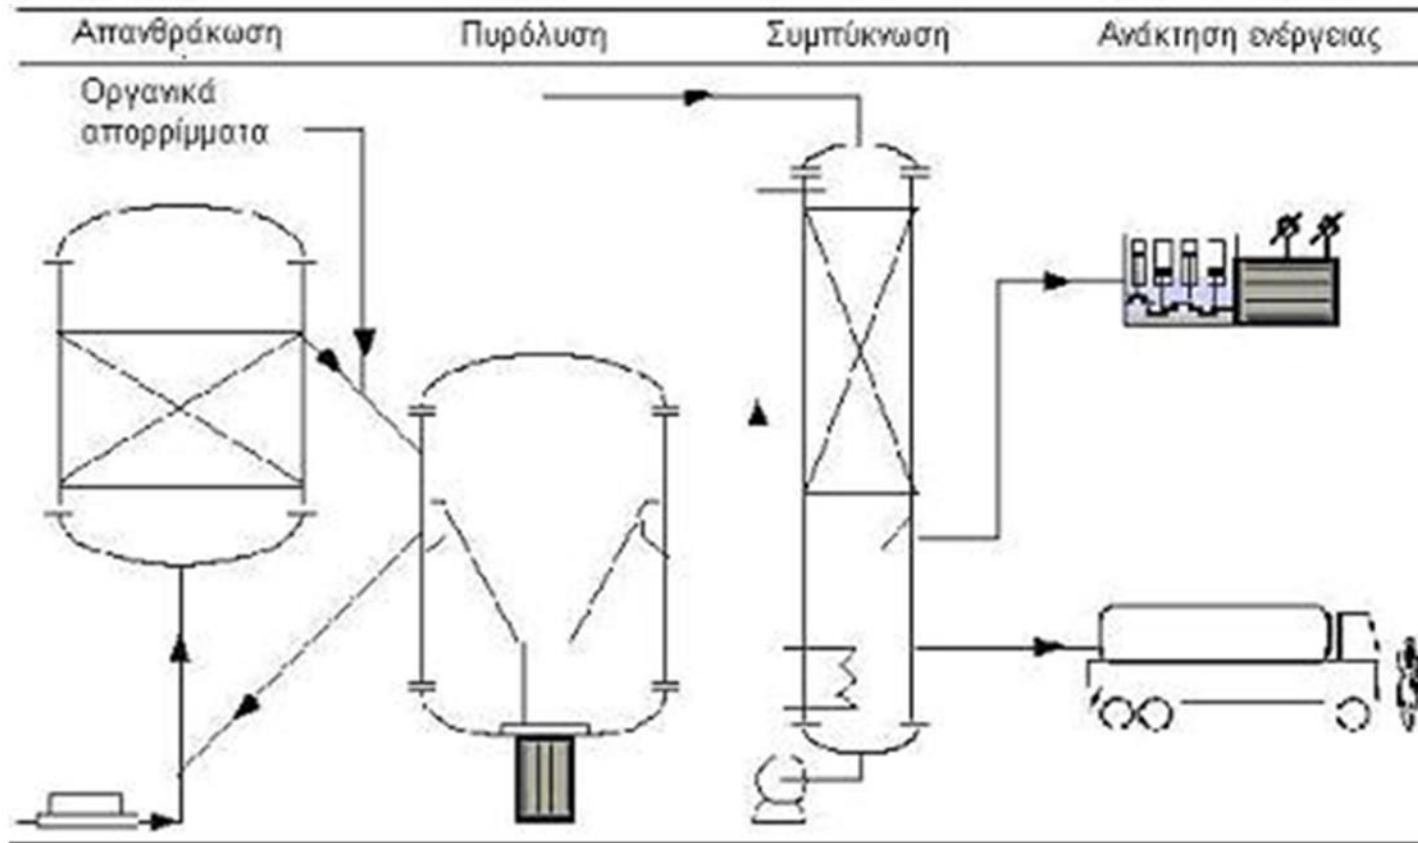 Απανθράκωση
Πυρόλυση
Συμπύκνωση
Ανάκτηση ενέργειας
Οργανικά
απορρίμματα